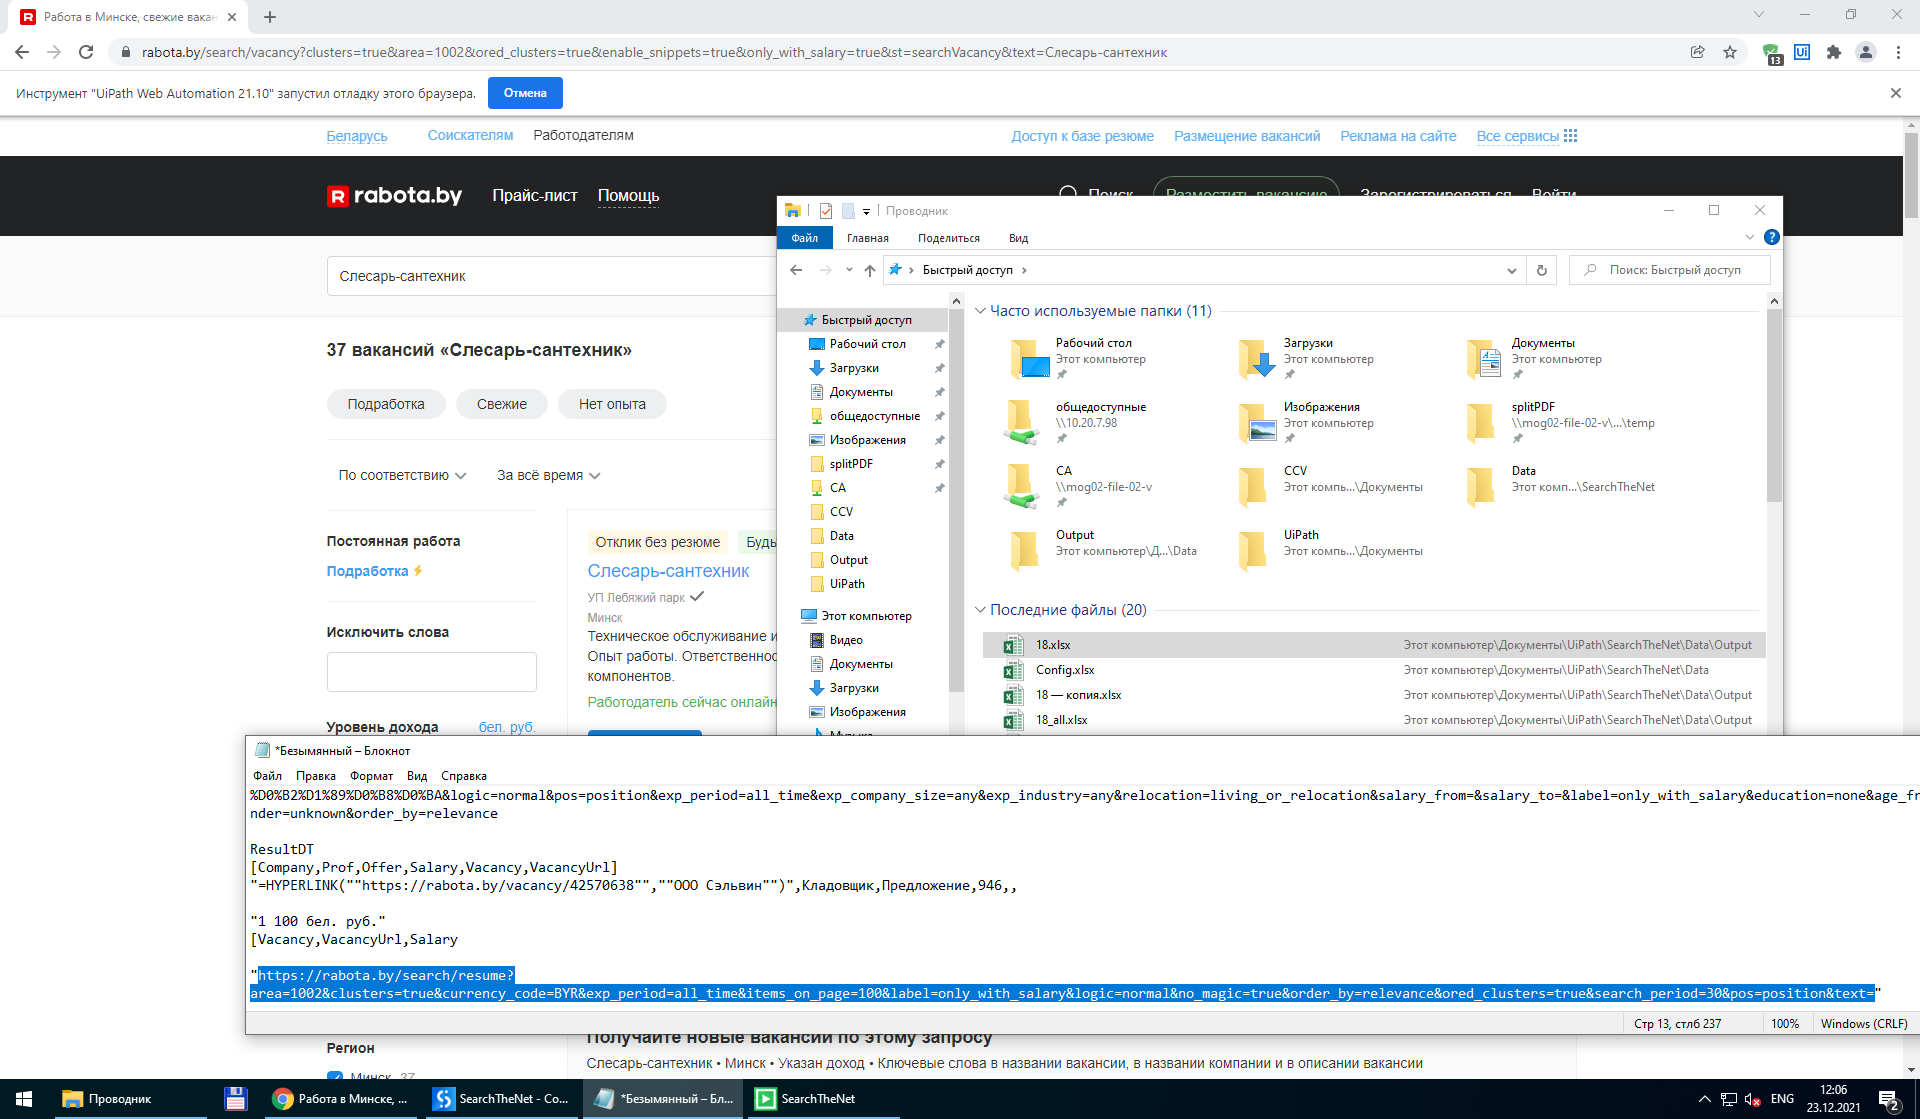 Работа в Минске, свежие вакан
rabota.by/search/vacancy?clusters=true&area=1002&ored_clusters=true&enable_snippets=true&only_with_salary=true&st=searchVacancy&text=Слесарь-сантехник
13
Ui
Инструмент "UiPath Web Automation 21.10" запустил отладку этого браузера.
Отмена
Беларусь
Соискателям
Работодателям
Доступ к базе резюме
Размещение вакансий
Реклама на сайте
Все сервисы
R rabota.by
Прайс-лист
Помощь
Поиск
Разместить вакансию
Зарегистрироваться
Войти
Слесарь-сантехник
37 вакансий «Слесарь-сантехник»
Подработка
Свежие
Нет опыта
По соответствию
За всё время
Постоянная работа
Подработка
Исключить слова
Уровень дохода
бел. руб.
Отклик без резюме
Будь
Слесарь-сантехник
УП Лебяжий парк
Минск
Техническое обслуживание и
Опыт работы. Ответственнос
компонентов.
Работодатель сейчас онлайн
Проводник
Файл
Главная
Поделиться
Вид
?
Быстрый доступ
Поиск: Быстрый доступ
Быстрый доступ
Рабочий стол
Загрузки
Документы
общедоступные
Изображения
splitPDF
CA
CCV
Data
Output
UiPath
Этот компьютер
Видео
Документы
Загрузки
Изображения
Музыка
Часто используемые папки (11)
Рабочий стол
Этот компьютер
Загрузки
Этот компьютер
Документы
Этот компьютер
общедоступные
\\10.20.7.98
Изображения
Этот компьютер
splitPDF
\\mog02-file-02-v\...\temp
CA
\\mog02-file-02-v
CCV
Этот компь...\Документы
Data
Этот комп...\SearchTheNet
Output
Этот компьютер\Д...\Data
UiPath
Этот компь...\Документы
Последние файлы (20)
18.xlsx
Этот компьютер\Документы\UiPath\SearchTheNet\Data\Output
Config.xlsx
Этот компьютер\Документы\UiPath\SearchTheNet\Data
18 — копия.xlsx
Этот компьютер\Документы\UiPath\SearchTheNet\Data\Output
18_all.xlsx
Этот компьютер\Документы\UiPath\SearchTheNet\Data\Output
*Безымянный – Блокнот
Файл Правка Формат Вид Справка
%D0%B2%D1%89%D0%B8%D0%BA&logic=normal&pos=position&exp_period=all_time&exp_company_size=any&exp_industry=any&relocation=living_or_relocation&salary_from=&salary_to=&label=only_with_salary&education=none&age_fr
nder=unknown&order_by=relevance
ResultDT
[Company,Prof,Offer,Salary,Vacancy,VacancyUrl]
"=HYPERLINK(""https://rabota.by/vacancy/42570638"",""ООО Сэльвин"")",Кладовщик,Предложение,946,,
"1 100 бел. руб."
[Vacancy,VacancyUrl,Salary
"https://rabota.by/search/resume?
area=1002&clusters=true&currency_code=BYR&exp_period=all_time&items_on_page=100&label=only_with_salary&logic=normal&no_magic=true&order_by=relevance&ored_clusters=true&search_period=30&pos=position&text="
Стр 13, стлб 237
100%
Windows (CRLF)
Получайте новые вакансии по этому запросу
Регион
Слесарь-сантехник • Минск • Указан доход • Ключевые слова в названии вакансии, в названии компании и в описании вакансии
Минск 37
Проводник
Работа в Минске, ...
SearchTheNet - Co...
*Безымянный – Бл...
SearchTheNet
ENG
12:06
23.12.2021
2